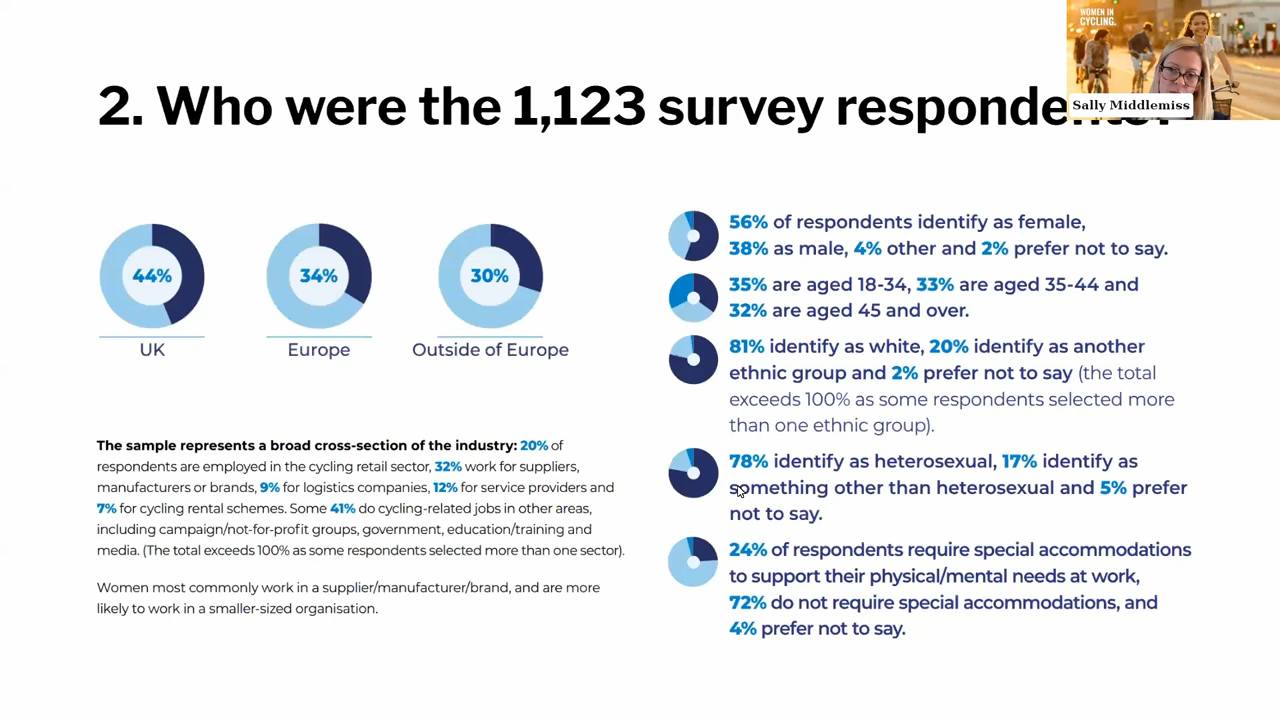 WOMEN IN
CYCLING.
Sally Middlemiss
2. Who were the 1,123 survey
44%
34%
30%
UK
Europe
Outside of Europe
The sample represents a broad cross-section of the industry: 20% of
respondents are employed in the cycling retail sector, 32% work for suppliers,
manufacturers or brands, 9% for logistics companies, 12% for service providers and
7% for cycling rental schemes. Some 41% do cycling-related jobs in other areas,
including campaign/not-for-profit groups, government, education/training and
media. (The total exceeds 100% as some respondents selected more than one sector).
Women most commonly work in a supplier/manufacturer/brand, and are more
likely to work in a smaller-sized organisation.
56% of respondents identify as female,
38% as male, 4% other and 2% prefer not to say.
35% are aged 18-34, 33% are aged 35-44 and
32% are aged 45 and over.
81% identify as white, 20% identify as another
ethnic group and 2% prefer not to say (the total
exceeds 100% as some respondents selected more
than one ethnic group).
78% identify as heterosexual, 17% identify as
something other than heterosexual and 5% prefer
not to say.
24% of respondents require special accommodations
to support their physical/mental needs at work,
72% do not require special accommodations, and
4% prefer not to say.